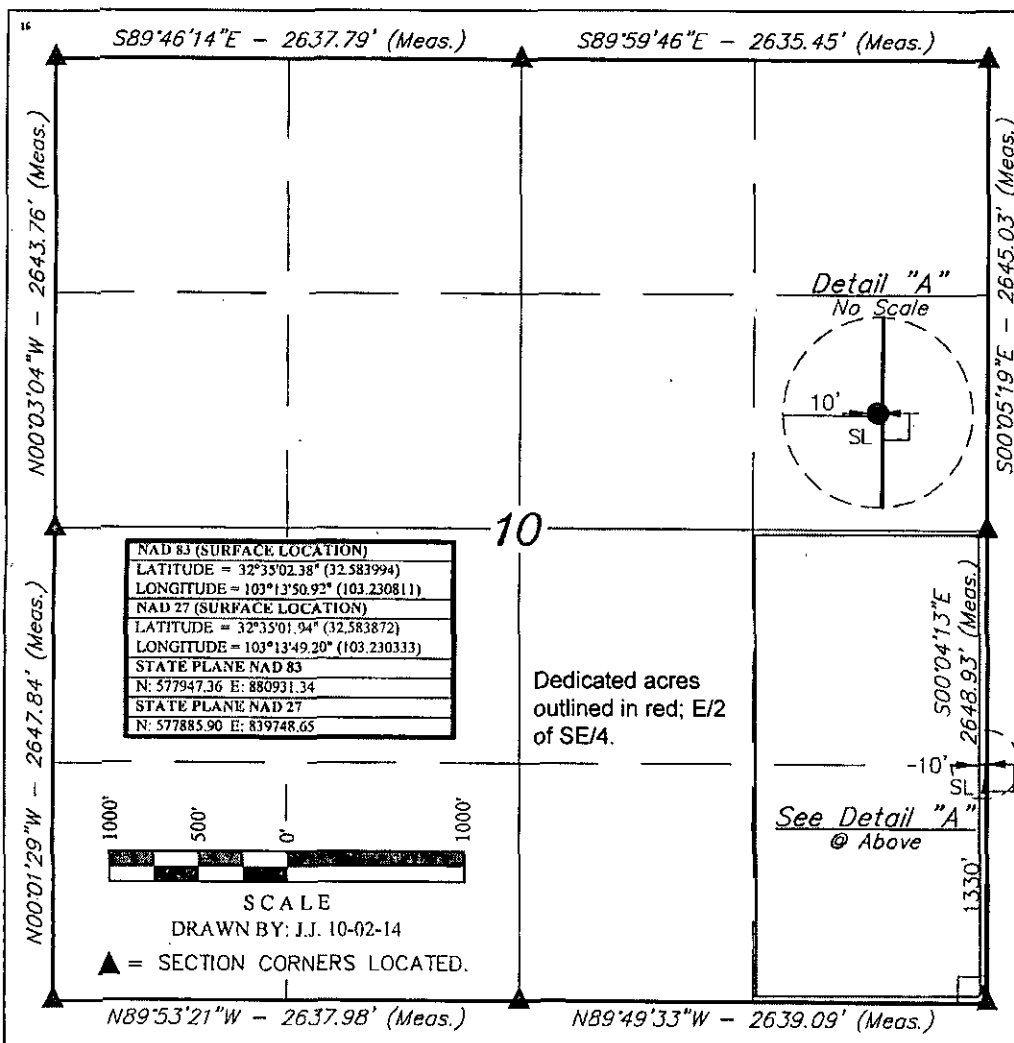 16
S89°46'14"E - 2637.79' (Meas.)
S89°59'46"E - 2635.45' (Meas.)
N00°03'04"W - 2643.76' (Meas.)
S00°05'19"E - 2645.03' (Meas.)
Detail "A"
No Scale
10'
SL
10
NAD 83 (SURFACE LOCATION)
LATITUDE = 32°35'02.38" (32.583994)
LONGITUDE = 103°13'50.92" (103.230811)
NAD 27 (SURFACE LOCATION)
LATITUDE = 32°35'01.94" (32.583872)
LONGITUDE = 103°13'49.20" (103.230333)
STATE PLANE NAD 83
N: 577947.36 E: 880931.34
STATE PLANE NAD 27
N: 577885.90 E: 839748.65
N00°01'29"W - 2647.84' (Meas.)
Dedicated acres
outlined in red; E/2
of SE/4.
S00°04'13"E
2648.93' (Meas.)
10'
SL
See Detail "A"
@ Above
1330'
1000'
500'
0'
1000'
SCALE
DRAWN BY: J.J. 10-02-14
▲ = SECTION CORNERS LOCATED.
N89°53'21"W - 2637.98' (Meas.)
N89°49'33"W - 2639.09' (Meas.)